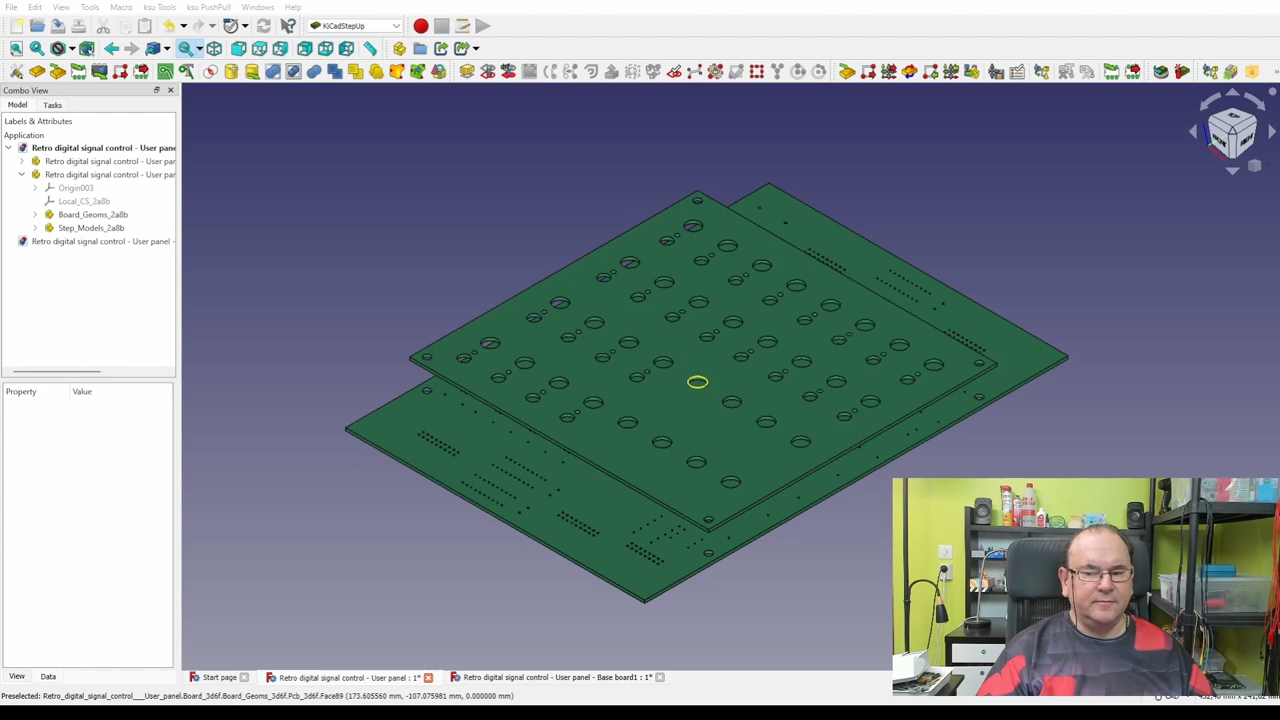 File Edit View Tools Macro ksu Tools ksu PushPull Windows Help
KiCadStepUp
Combo View
Model Tasks
Labels & Attributes
Application
Retro digital signal control - User pane
Retro digital signal control - User par
Retro digital signal control - User par
Origin003
Local_CS_2a8b
Board_Geoms_2a8b
Step_Models_2a8b
Retro digital signal control - User panel -
Property Value
View Data
Start page Retro digital signal control - User panel : 1* Retro digital signal control - User panel - Base board1 : 1*
Preselected: Retro_digital_signal_control___User_panel.Board_3d6f.Board_Geoms_3d6f.Pcb_3d6f.Face89 (173.605560 mm, -107.075981 mm, 0.000000 mm)